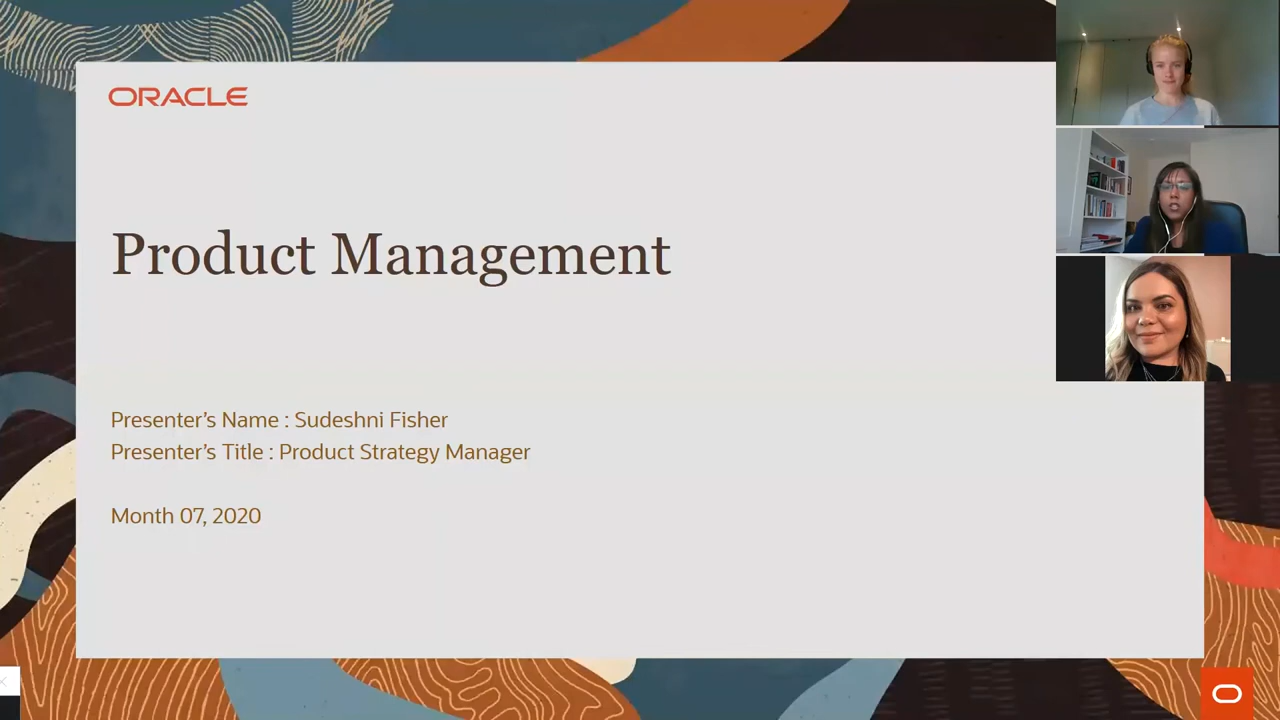 ORACLE
Product Management
Presenter's Name : Sudeshni Fisher
Presenter's Title : Product Strategy Manager
Month 07, 2020